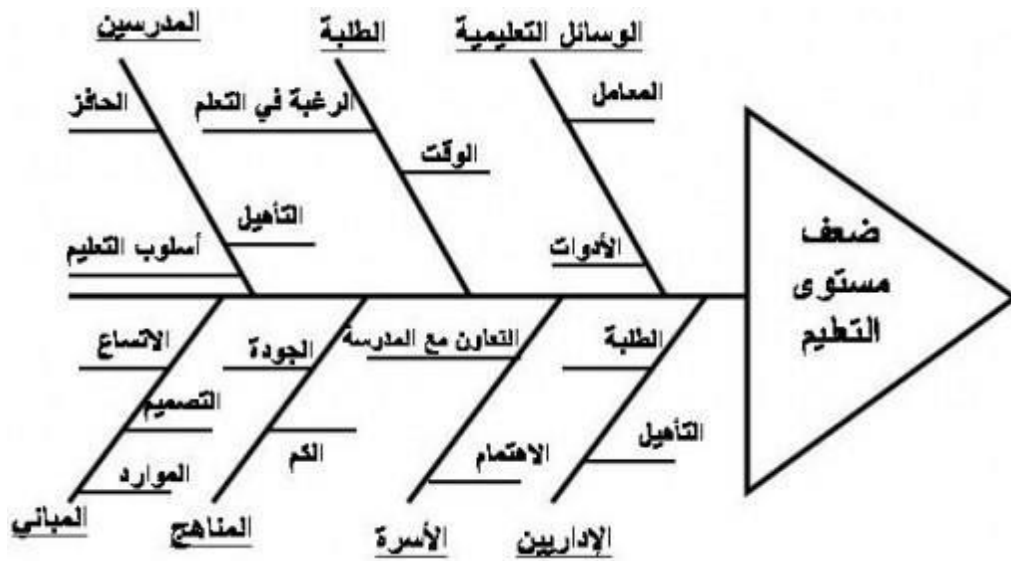 المدرسين
الطلبة
الوسائل التعليمية
الحافز
الرغبة في التعلم
المعامل
الوقت
التأهيل
أسلوب التعليم
الأدوات
ضعف
مستوى
التعليم
الاتساع
الجودة
التعاون مع المدرسة
الطلبة
التصميم
الكم
الاهتمام
التأهيل
الموارد
المباني
المناهج
الأسرة
الإداريين